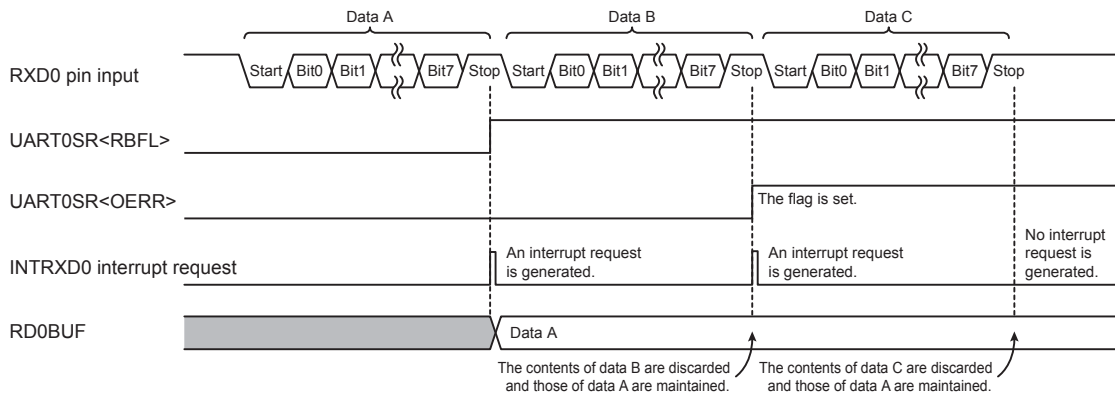 Data A Data B Data C
RXD0 pin input Start Bit0 Bit1 Bit7 Stop Start Bit0 Bit1 Bit7 Stop Start Bit0 Bit1 Bit7 Stop
UART0SR<RBFL>
UART0SR<OERR> The flag is set.
INTRXD0 interrupt request
An interrupt request
is generated.
An interrupt request
is generated.
No interrupt
request is
generated.
RD0BUF Data A
The contents of data B are discarded
and those of data A are maintained.
The contents of data C are discarded
and those of data A are maintained.